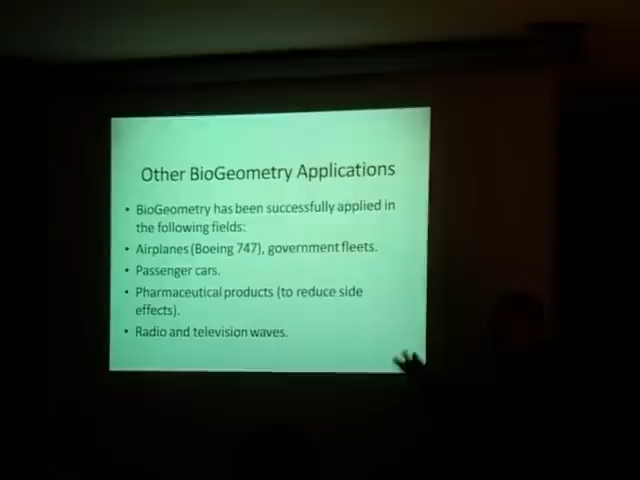 Other BioGeometry Applications
• BioGeometry has been successfully applied in
the following fields:
• Airplanes (Boeing 747), government fleets.
• Passenger cars.
• Pharmaceutical products (to reduce side
effects).
• Radio and television waves.